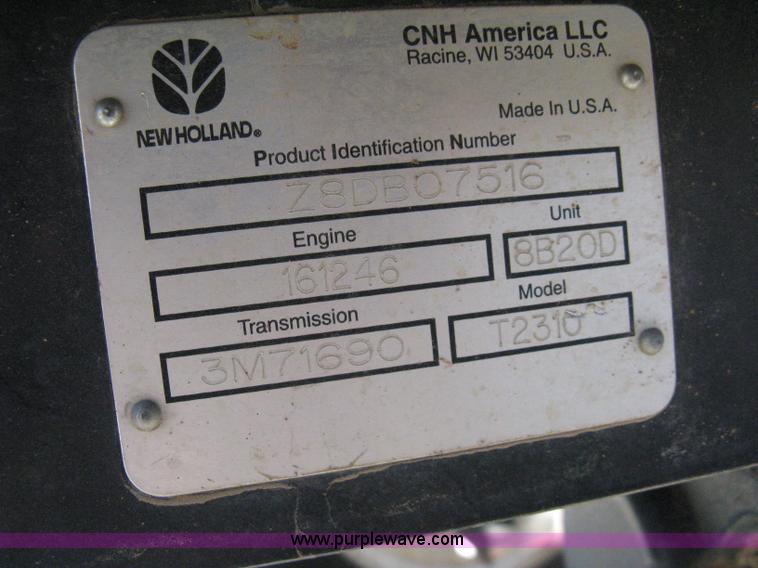 CNH America LLC
Racine, WI 53404 U.S.A.
NEW HOLLAND®
Made In U.S.A.
Product Identification Number
Z8DB07516
Engine
Unit
161246
8B20D
Transmission
Model
3M71690
T2310
www.purplewave.com